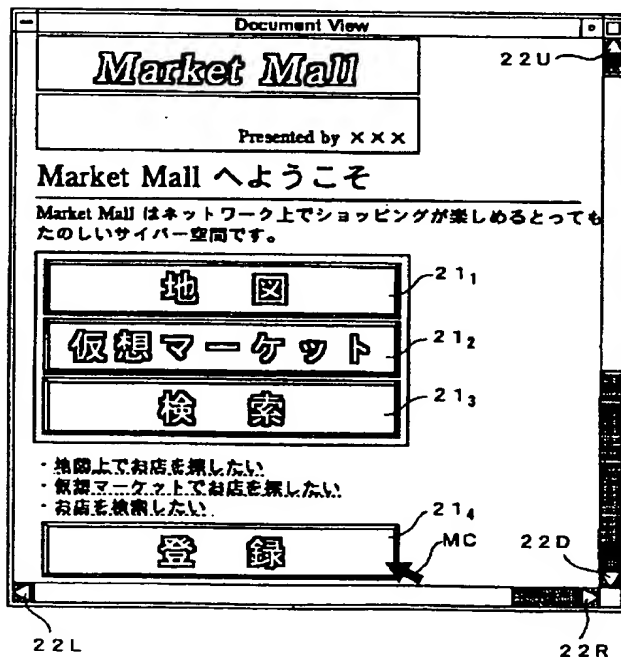 Document View
22U
Market Mall
Presented by ×××
Market Mall へようこそ
Market Mall はネットワーク上でショッピングが楽しめるとっても
たのしいサイバー空間です。
地 図
21₁
仮想マーケット
21₂
検 索
21₃
・地図上でお店を探したい
・仮想マーケットでお店を探したい
・お店を検索したい
21₄
登 録
MC
22D
22L
22R